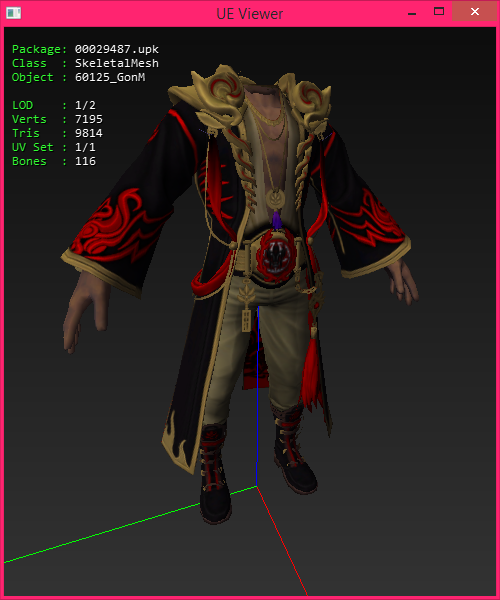 UE Viewer
Package: 00029487.upk
Class : SkeletalMesh
Object : 60125_GonM
LOD : 1/2
Verts : 7195
Tris : 9814
UV Set : 1/1
Bones : 116